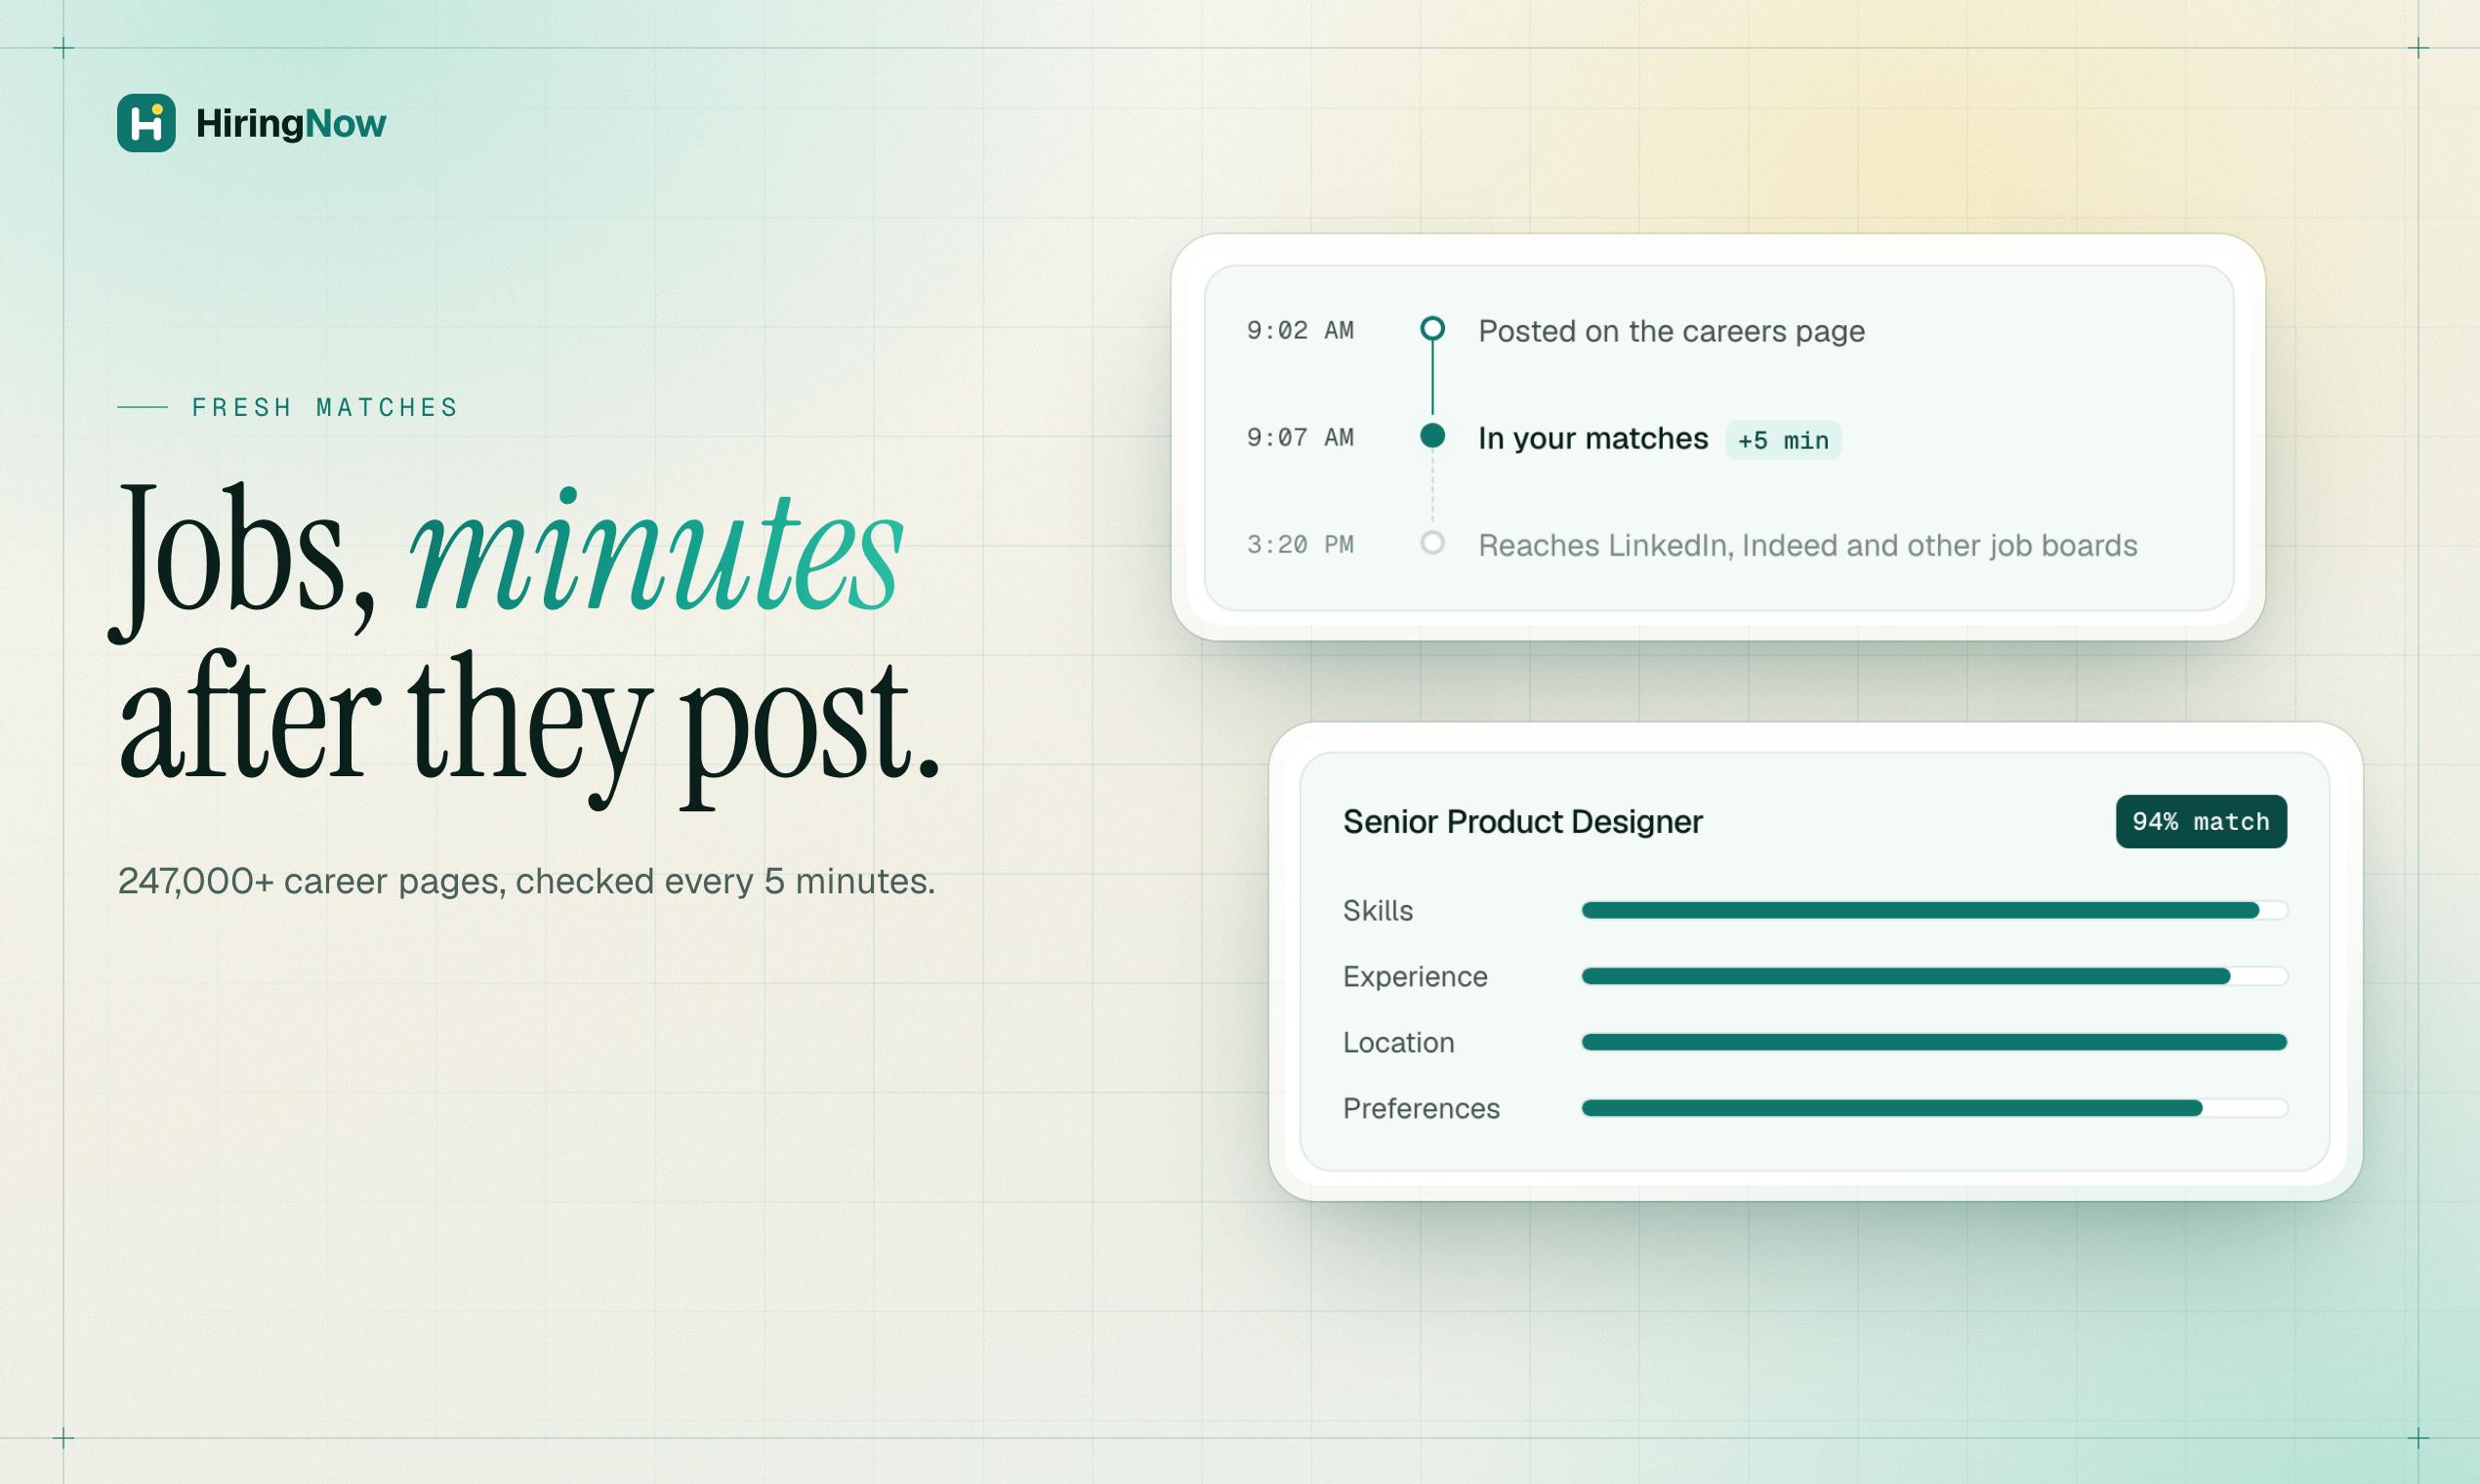 HiringNow
FRESH MATCHES
Jobs, minutes
after they post.
247,000+ career pages, checked every 5 minutes.
9:02 AM Posted on the careers page
9:07 AM In your matches +5 min
3:20 PM Reaches LinkedIn, Indeed and other job boards
Senior Product Designer 94% match
Skills
Experience
Location
Preferences